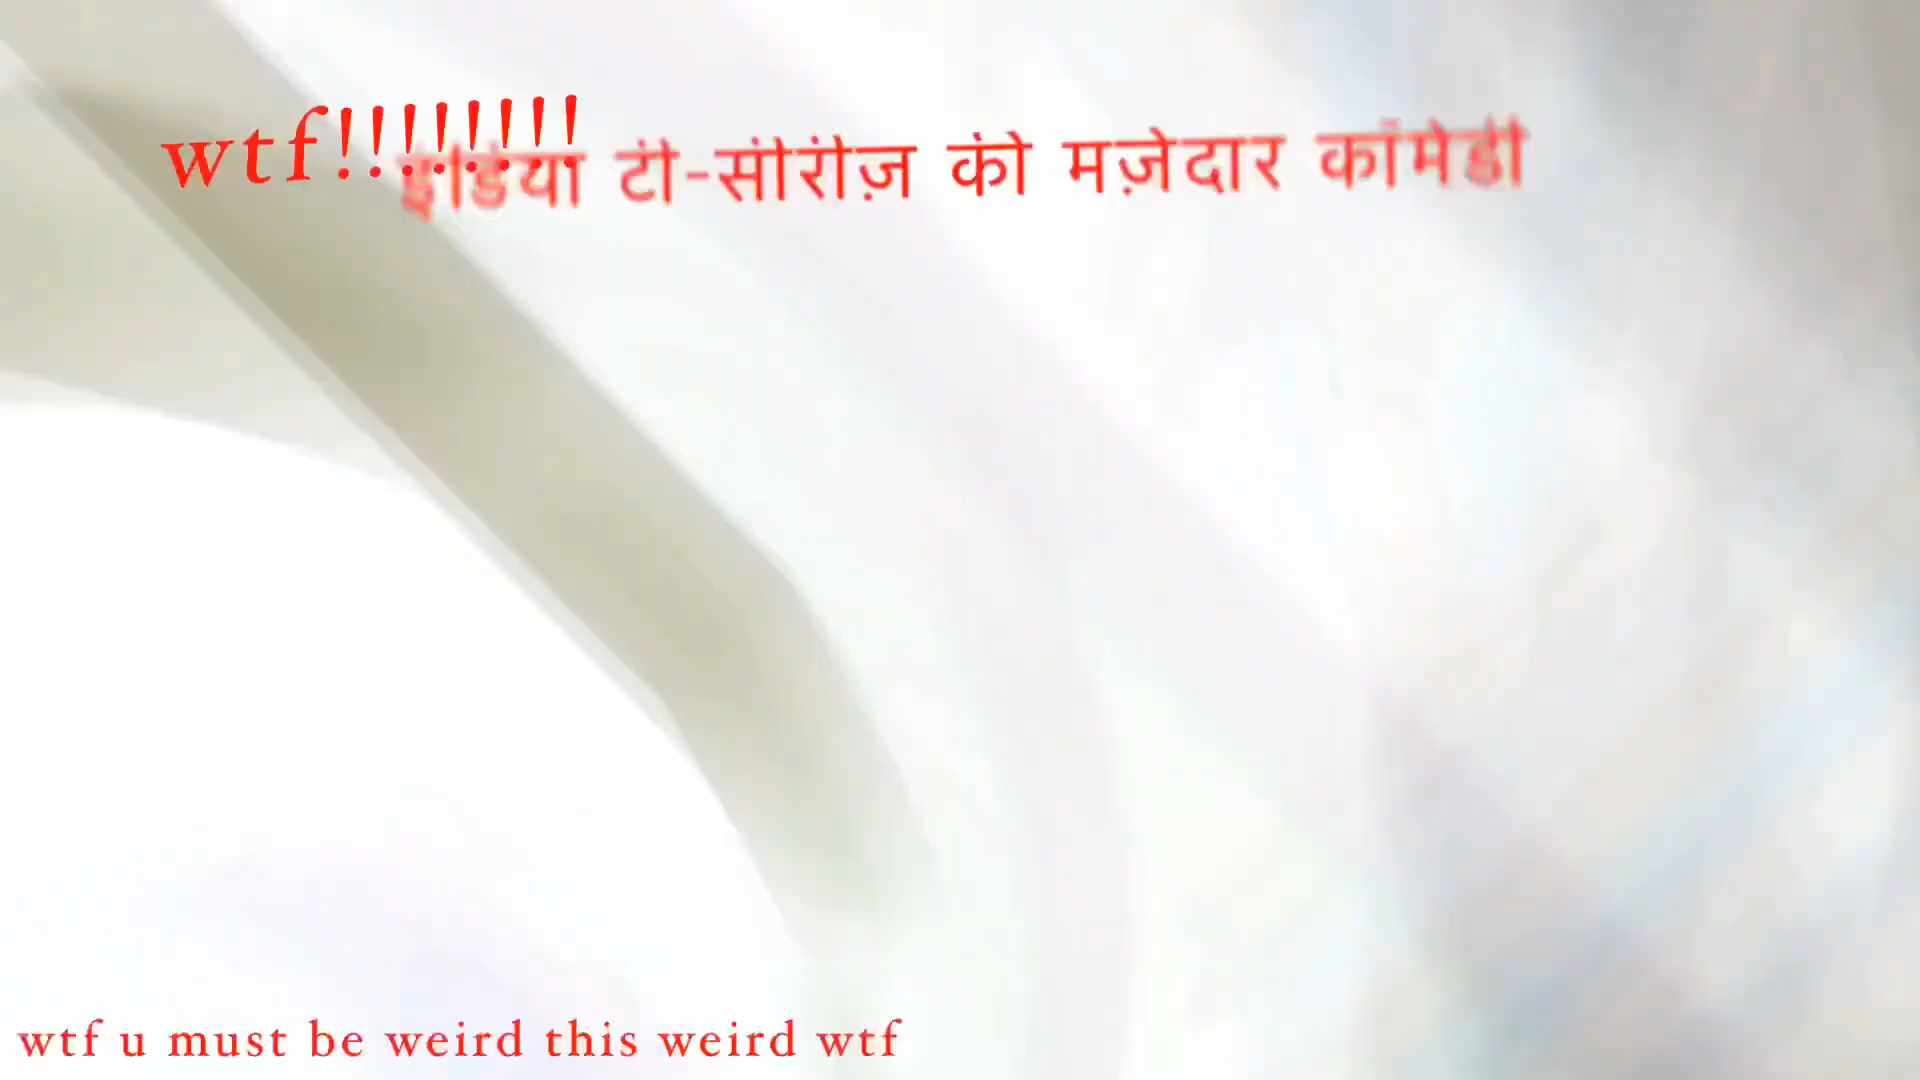 wtf!!!!!!!!
इंडिया टी-सीरीज़ की मज़ेदार कॉमेडी
wtf u must be weird this weird wtf